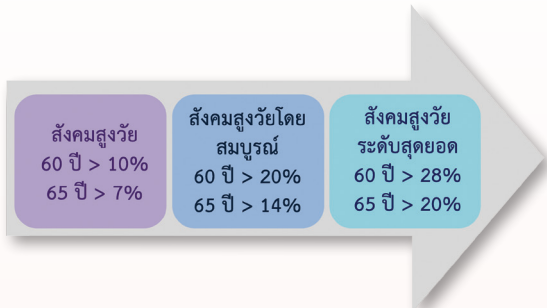 สังคมสูงวัย
60 ปี > 10%
65 ปี > 7%
สังคมสูงวัยโดย
สมบูรณ์
60 ปี > 20%
65 ปี > 14%
สังคมสูงวัย
ระดับสุดยอด
60 ปี > 28%
65 ปี > 20%